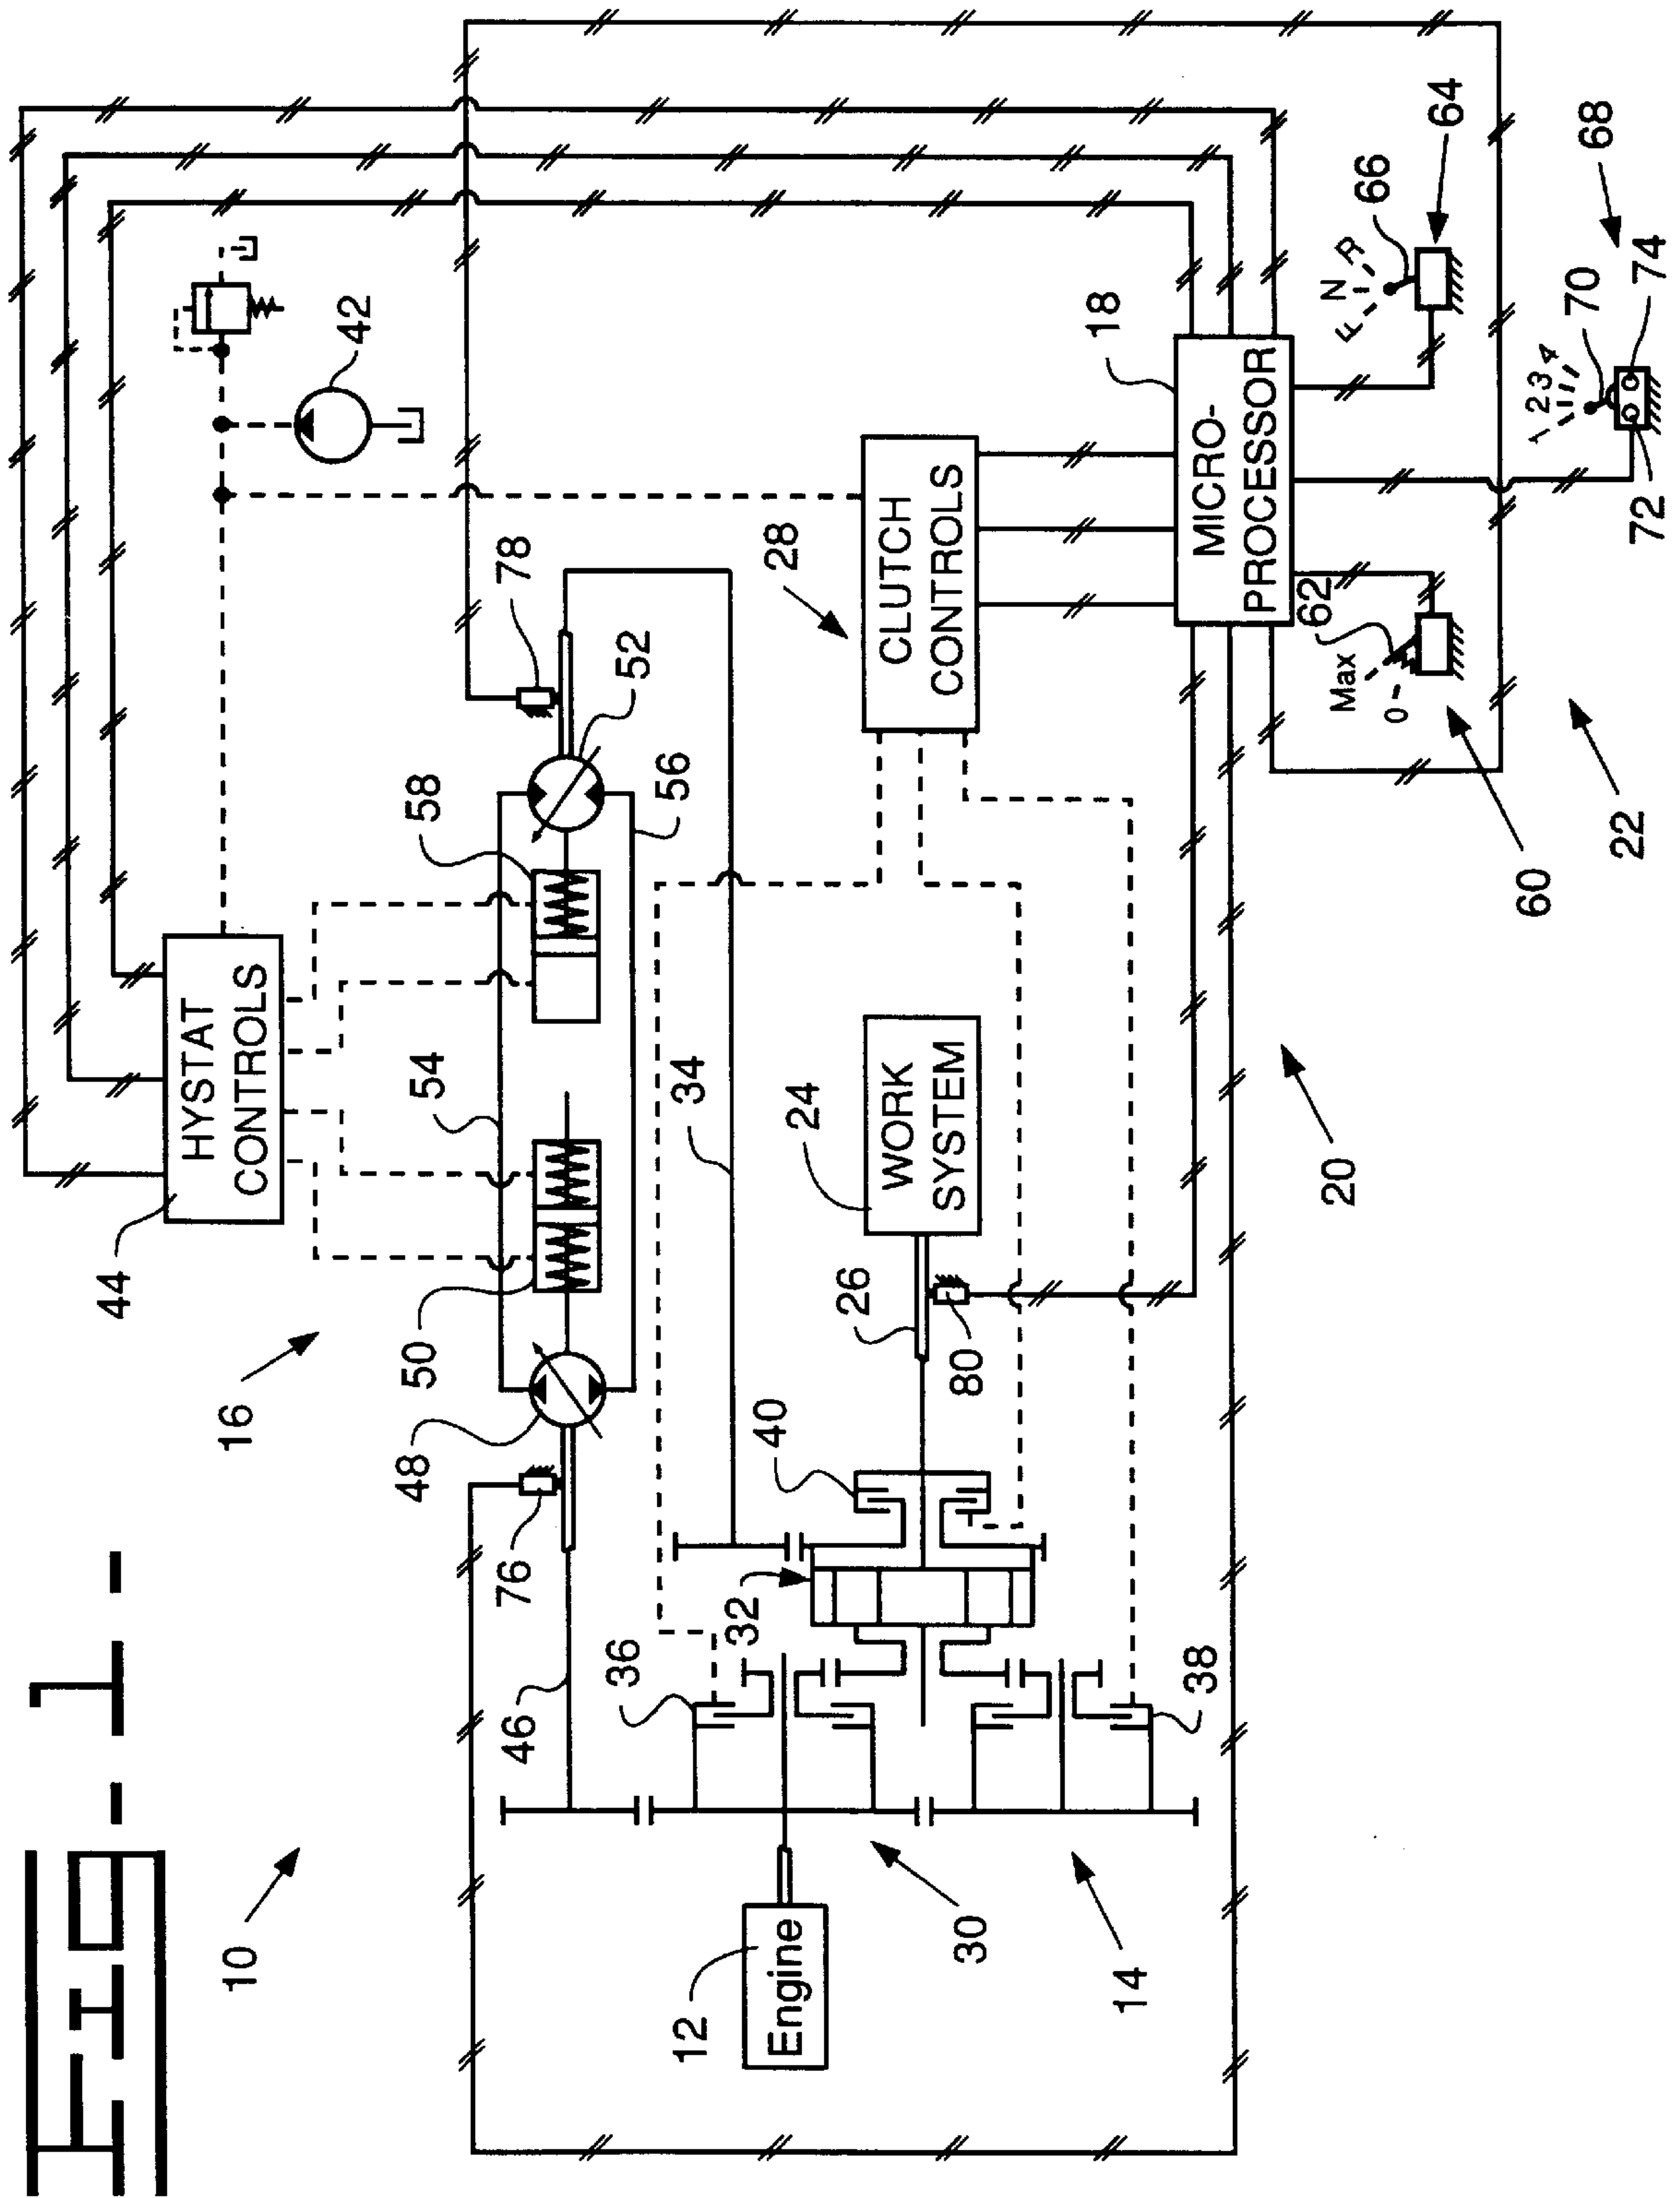 Fig-1-
10
16
44
HYSTAT
CONTROLS
42
48
50
54
58
76
78
46
52
56
36
34
12
Engine
32
40
24
WORK
SYSTEM
26
80
28
CLUTCH
CONTROLS
30
14
38
18
MICRO-
PROCESSOR
20
22
60
62
Max
0
F N R
66
64
1 2 3 4
70
68
72
74